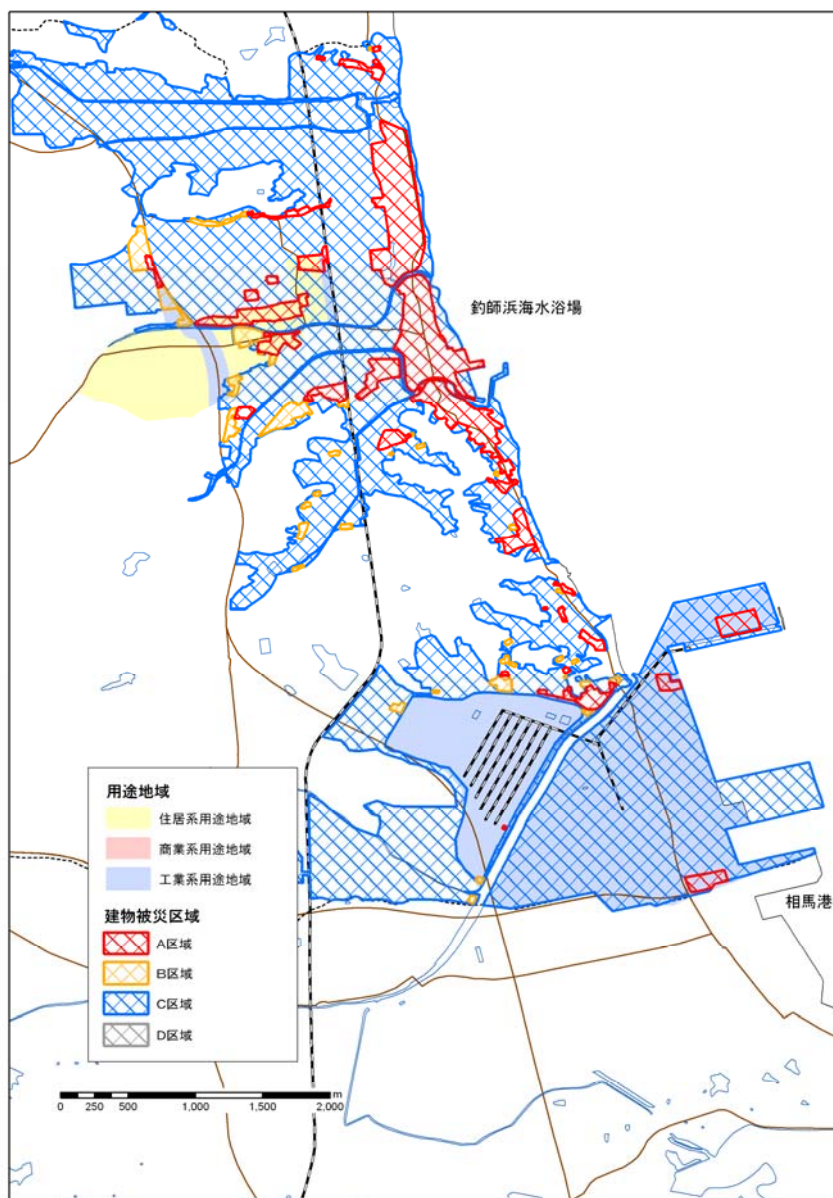 釣師浜海水浴場
用途地域
住居系用途地域
商業系用途地域
工業系用途地域
建物被災区域
A区域
B区域
C区域
D区域
相馬港
m
0 250 500 1,000 1,500 2,000